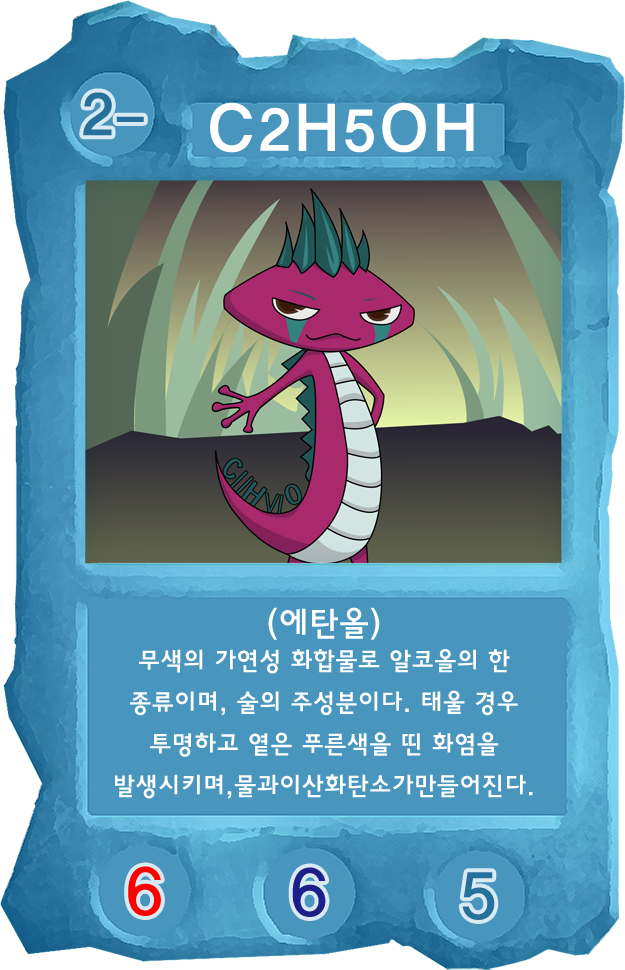 2-
C2H5OH
CIIHVIO
(에탄올)
무색의 가연성 화합물로 알코올의 한
종류이며, 술의 주성분이다. 태울 경우
투명하고 옅은 푸른색을 띤 화염을
발생시키며,물과이산화탄소가만들어진다.
6
6
5